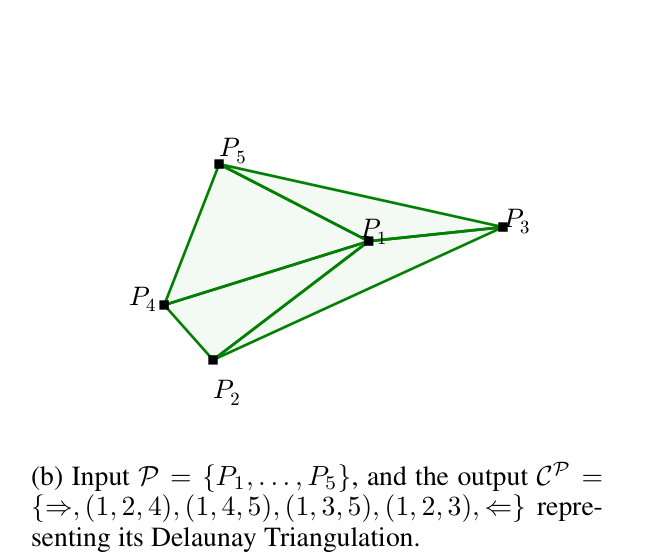 P5
P1
P3
P4
P2
(b) Input 𝒫 = {P1, . . . , P5}, and the output 𝒞^𝒫 =
{⇒, (1, 2, 4), (1, 4, 5), (1, 3, 5), (1, 2, 3), ⇐} repre-
senting its Delaunay Triangulation.